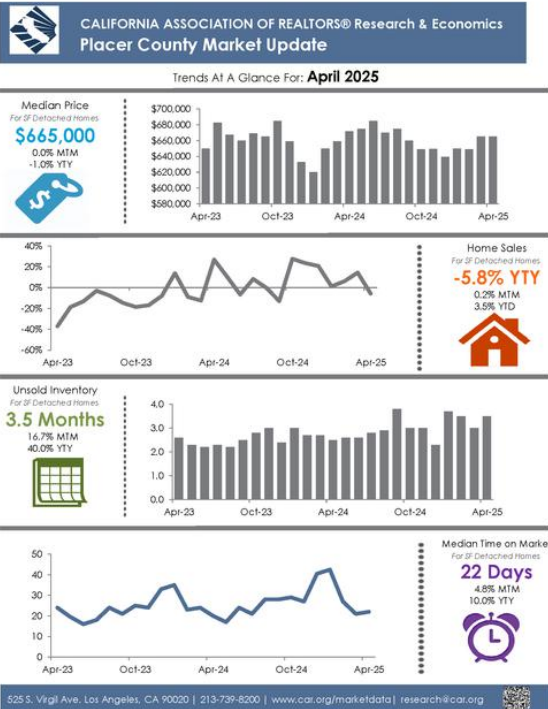 CALIFORNIA ASSOCIATION OF REALTORS® Research & Economics
Placer County Market Update
Trends At A Glance For: April 2025
Median Price
For SF Detached Homes
$665,000
0.0% MTM
-1.0% YTY
$
$700,000
$680,000
$660,000
$640,000
$620,000
$600,000
$580,000
Apr-23 Oct-23 Apr-24 Oct-24 Apr-25
40%
20%
0%
-20%
-40%
-60%
Apr-23 Oct-23 Apr-24 Oct-24 Apr-25
Home Sales
For SF Detached Homes
-5.8% YTY
0.2% MTM
3.5% YTD
Unsold Inventory
For SF Detached Homes
3.5 Months
16.7% MTM
40.0% YTY
4.0
3.0
2.0
1.0
0.0
Apr-23 Oct-23 Apr-24 Oct-24 Apr-25
50
40
30
20
10
0
Apr-23 Oct-23 Apr-24 Oct-24 Apr-25
Median Time on Marke
For SF Detached Homes
22 Days
4.8% MTM
10.0% YTY
525 S. Virgil Ave. Los Angeles, CA 90020 | 213-739-8200 | www.car.org/marketdata| research@car.org